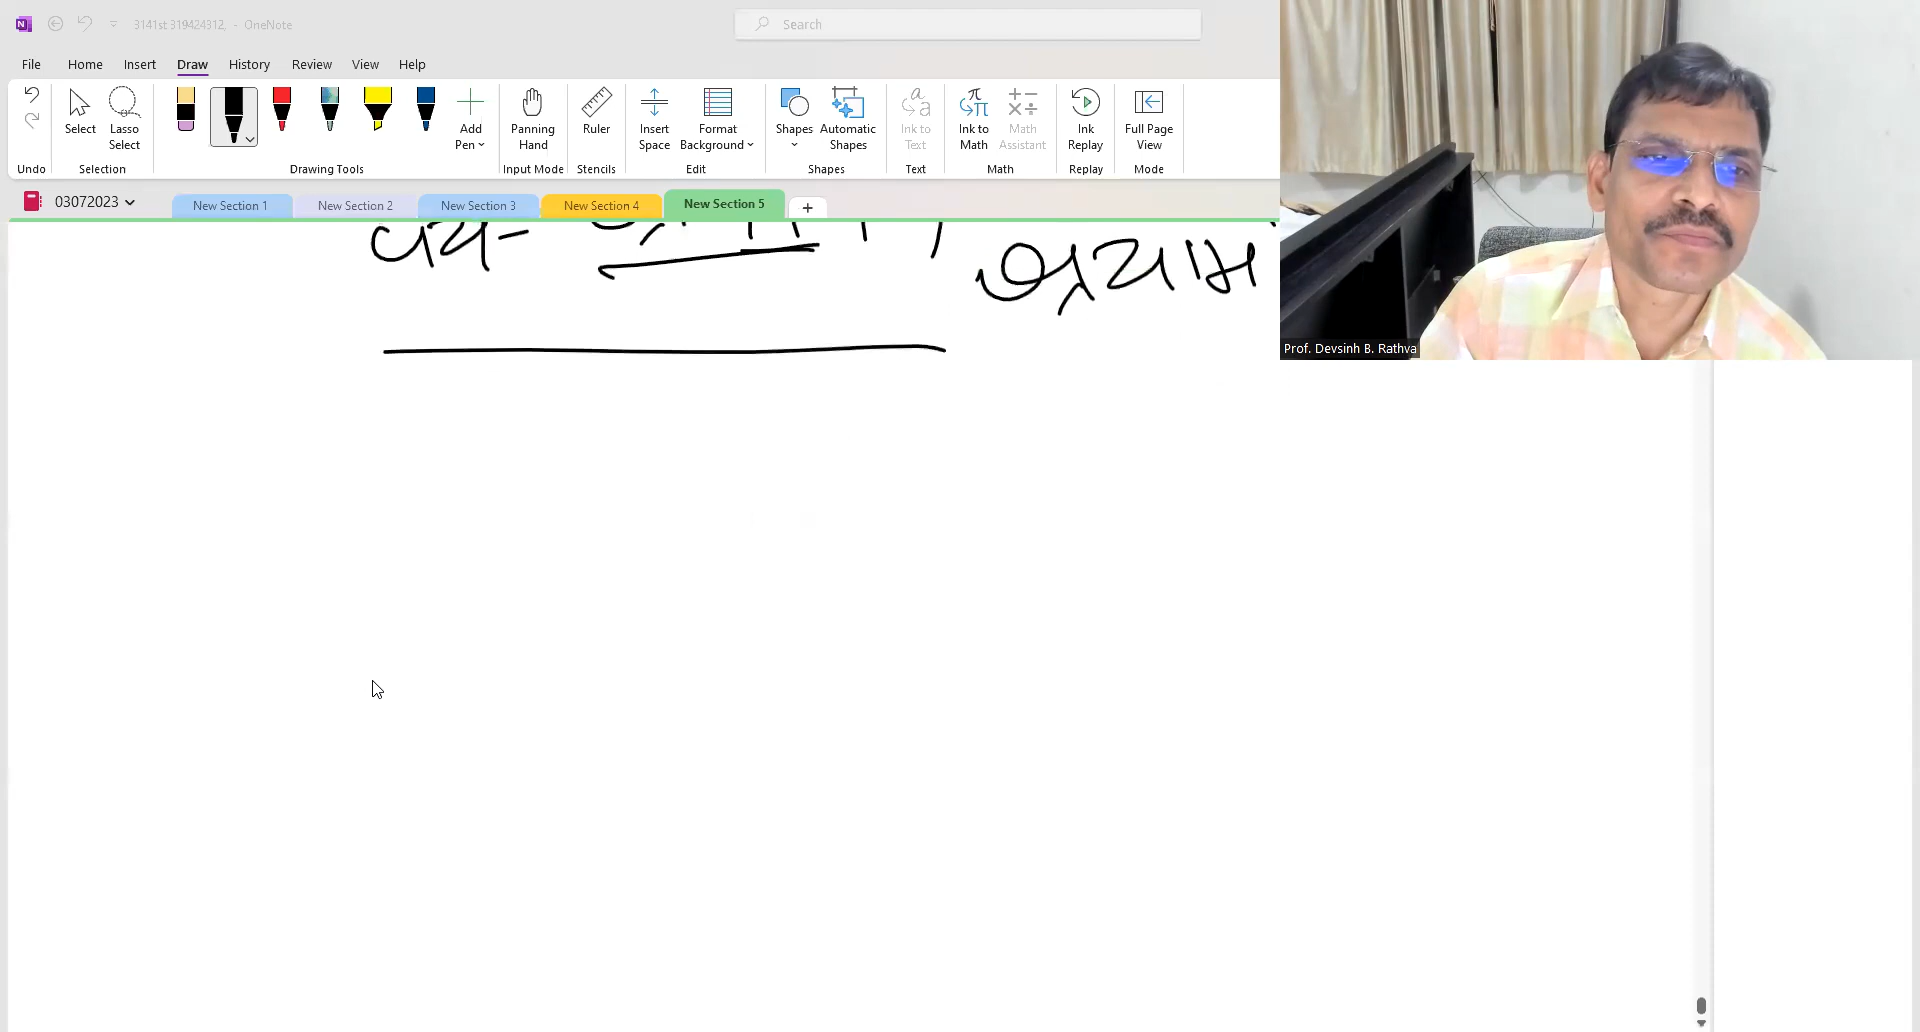 3141st 319424312, - OneNote
Search
File Home Insert Draw History Review View Help
Select
Lasso Select
Add Pen
Panning Hand
Ruler
Insert Space
Format Background
Shapes
Automatic Shapes
Ink to Text
Ink to Math
Math Assistant
Ink Replay
Full Page View
Undo Selection Drawing Tools Input Mode Stencils Edit Shapes Text Math Replay Mode
03072023 New Section 1 New Section 2 New Section 3 New Section 4 New Section 5 +
Prof. Devsinh B. Rathva